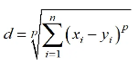 d = \sqrt[p]{\sum_{i=1}^{n} (x_i - y_i)^p}